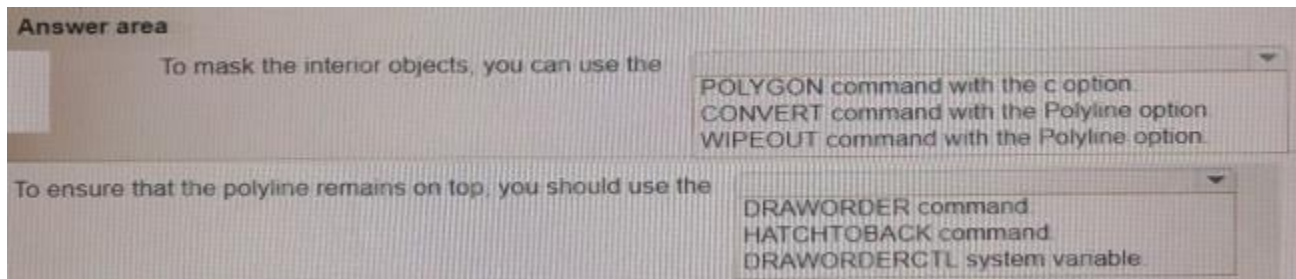 Answer area
To mask the interior objects, you can use the
POLYGON command with the c option.
CONVERT command with the Polyline option.
WIPEOUT command with the Polyline option.
To ensure that the polyline remains on top, you should use the
DRAWORDER command.
HATCHTOBACK command.
DRAWORDERCTL system variable.